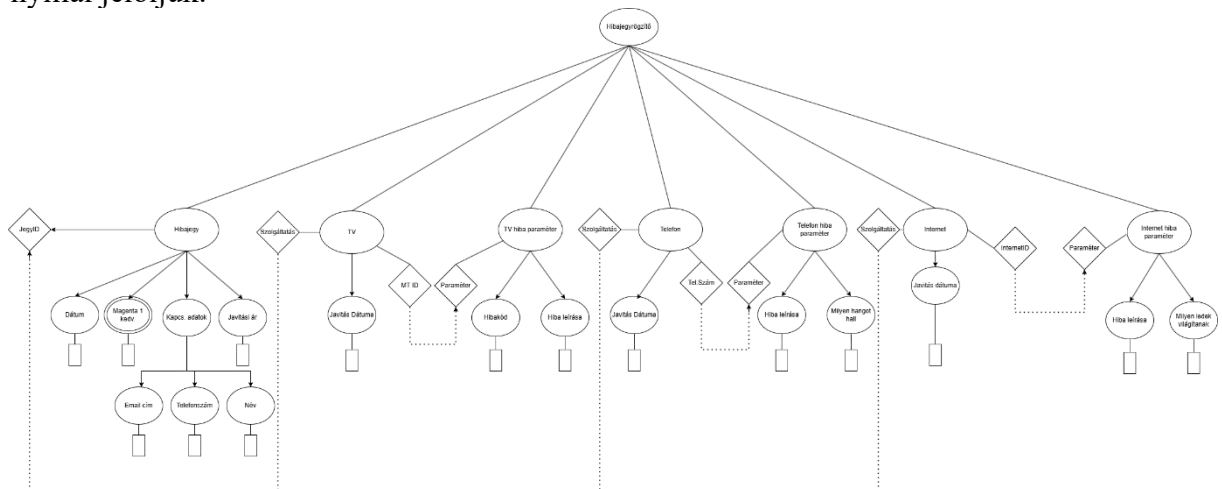 nymal jelöljük.
Hibajegyrögzítő
JegyID
Hibajegy
Szolgáltatás
TV
TV hiba paraméter
Szolgáltatás
Telefon
Telefon hiba
paraméter
Szolgáltatás
Internet
InternetID
Paraméter
Internet hiba
paraméter
MT ID
Paraméter
Tel.Szám
Paraméter
Dátum
Magenta 1
kedv.
Kapcs. adatok
Javítási ár
Javítás Dátuma
Hibakód
Hiba leírása
Javítás Dátuma
Hiba leírása
Milyen hangot
hall
Javítás dátuma
Hiba leírása
Milyen ledek
világítanak
Email cím
Telefonszám
Név